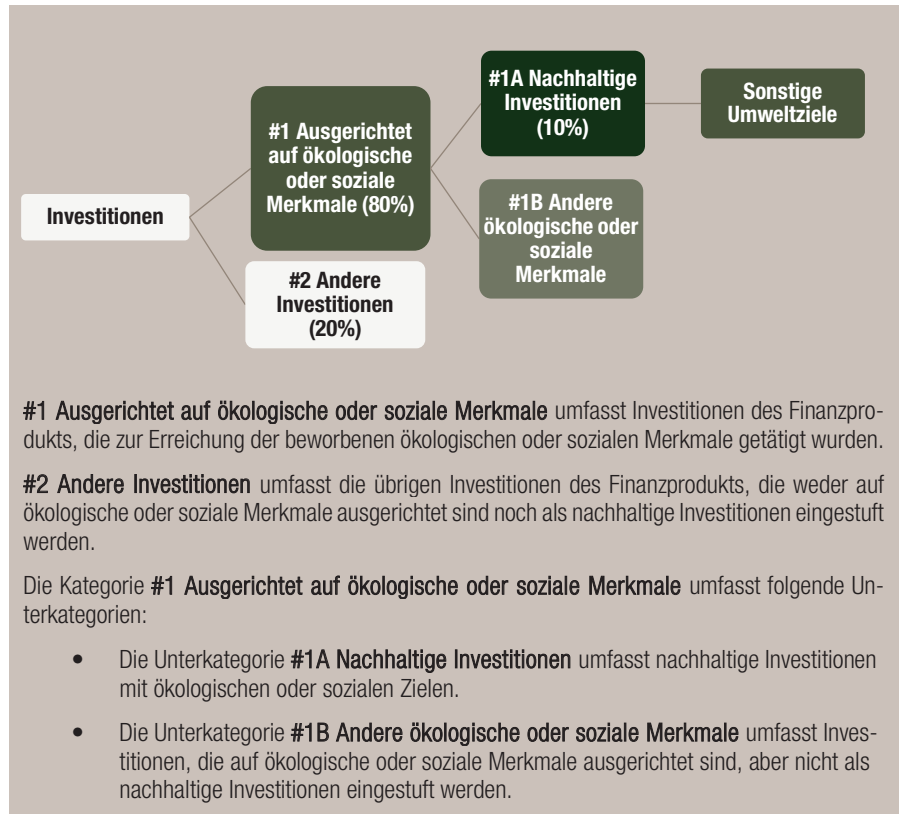 #1A Nachhaltige
Investitionen
(10%)
Sonstige
Umweltziele
#1 Ausgerichtet
auf ökologische
oder soziale
Merkmale (80%)
#1B Andere
ökologische oder
soziale
Merkmale
Investitionen
#2 Andere
Investitionen
(20%)
#1 Ausgerichtet auf ökologische oder soziale Merkmale umfasst Investitionen des Finanzpro-
dukts, die zur Erreichung der beworbenen ökologischen oder sozialen Merkmale getätigt wurden.
#2 Andere Investitionen umfasst die übrigen Investitionen des Finanzprodukts, die weder auf
ökologische oder soziale Merkmale ausgerichtet sind noch als nachhaltige Investitionen eingestuft
werden.
Die Kategorie #1 Ausgerichtet auf ökologische oder soziale Merkmale umfasst folgende Un-
terkategorien:
• Die Unterkategorie #1A Nachhaltige Investitionen umfasst nachhaltige Investitionen
mit ökologischen oder sozialen Zielen.
• Die Unterkategorie #1B Andere ökologische oder soziale Merkmale umfasst Inves-
titionen, die auf ökologische oder soziale Merkmale ausgerichtet sind, aber nicht als
nachhaltige Investitionen eingestuft werden.